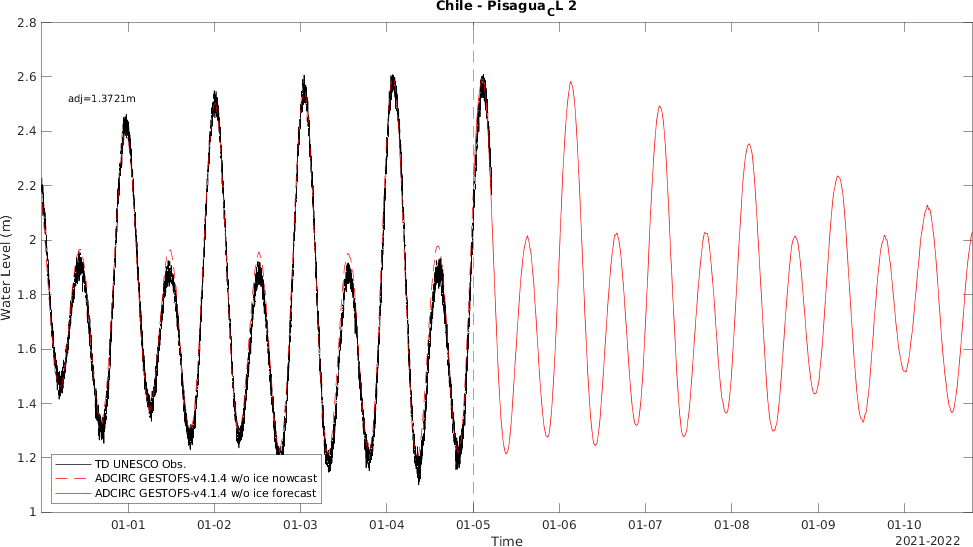 Chile - PisaguaCL 2
2.8
2.6
2.4
2.2
2
1.8
1.6
1.4
1.2
1
Water Level (m)
adj=1.3721m
TD UNESCO Obs.
ADCIRC GESTOFS-v4.1.4 w/o ice nowcast
ADCIRC GESTOFS-v4.1.4 w/o ice forecast
01-01 01-02 01-03 01-04 01-05 01-06 01-07 01-08 01-09 01-10
Time
2021-2022